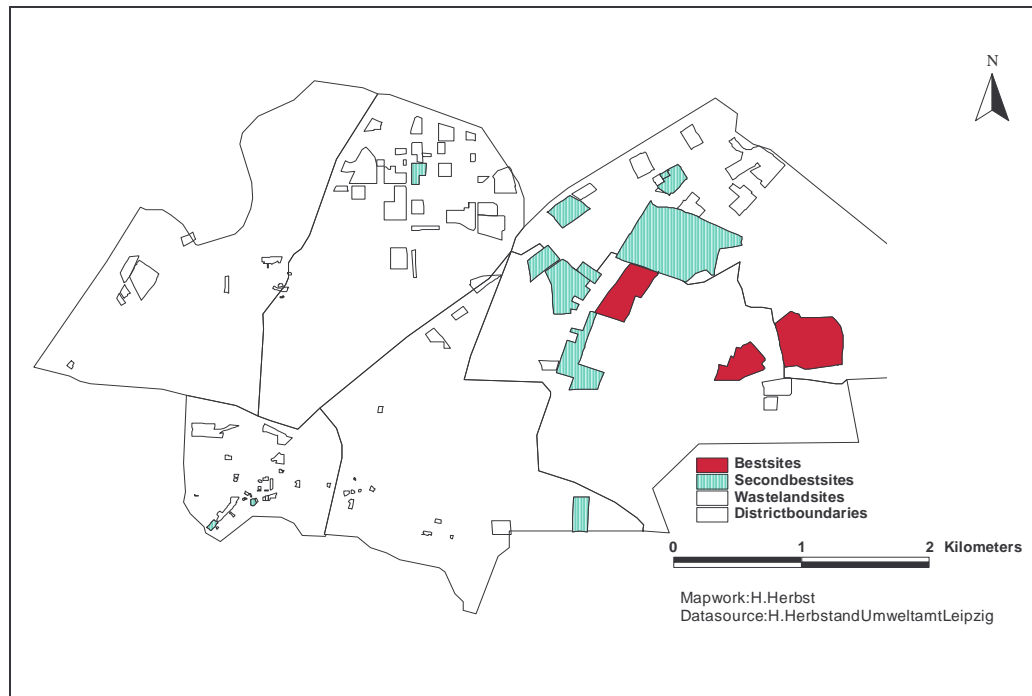 N
Bestsites
Secondbestsites
Wastelandsites
Districtboundaries
0 1 2 Kilometers
Mapwork:H.Herbst
Datasource:H.HerbstandUmweltamtLeipzig